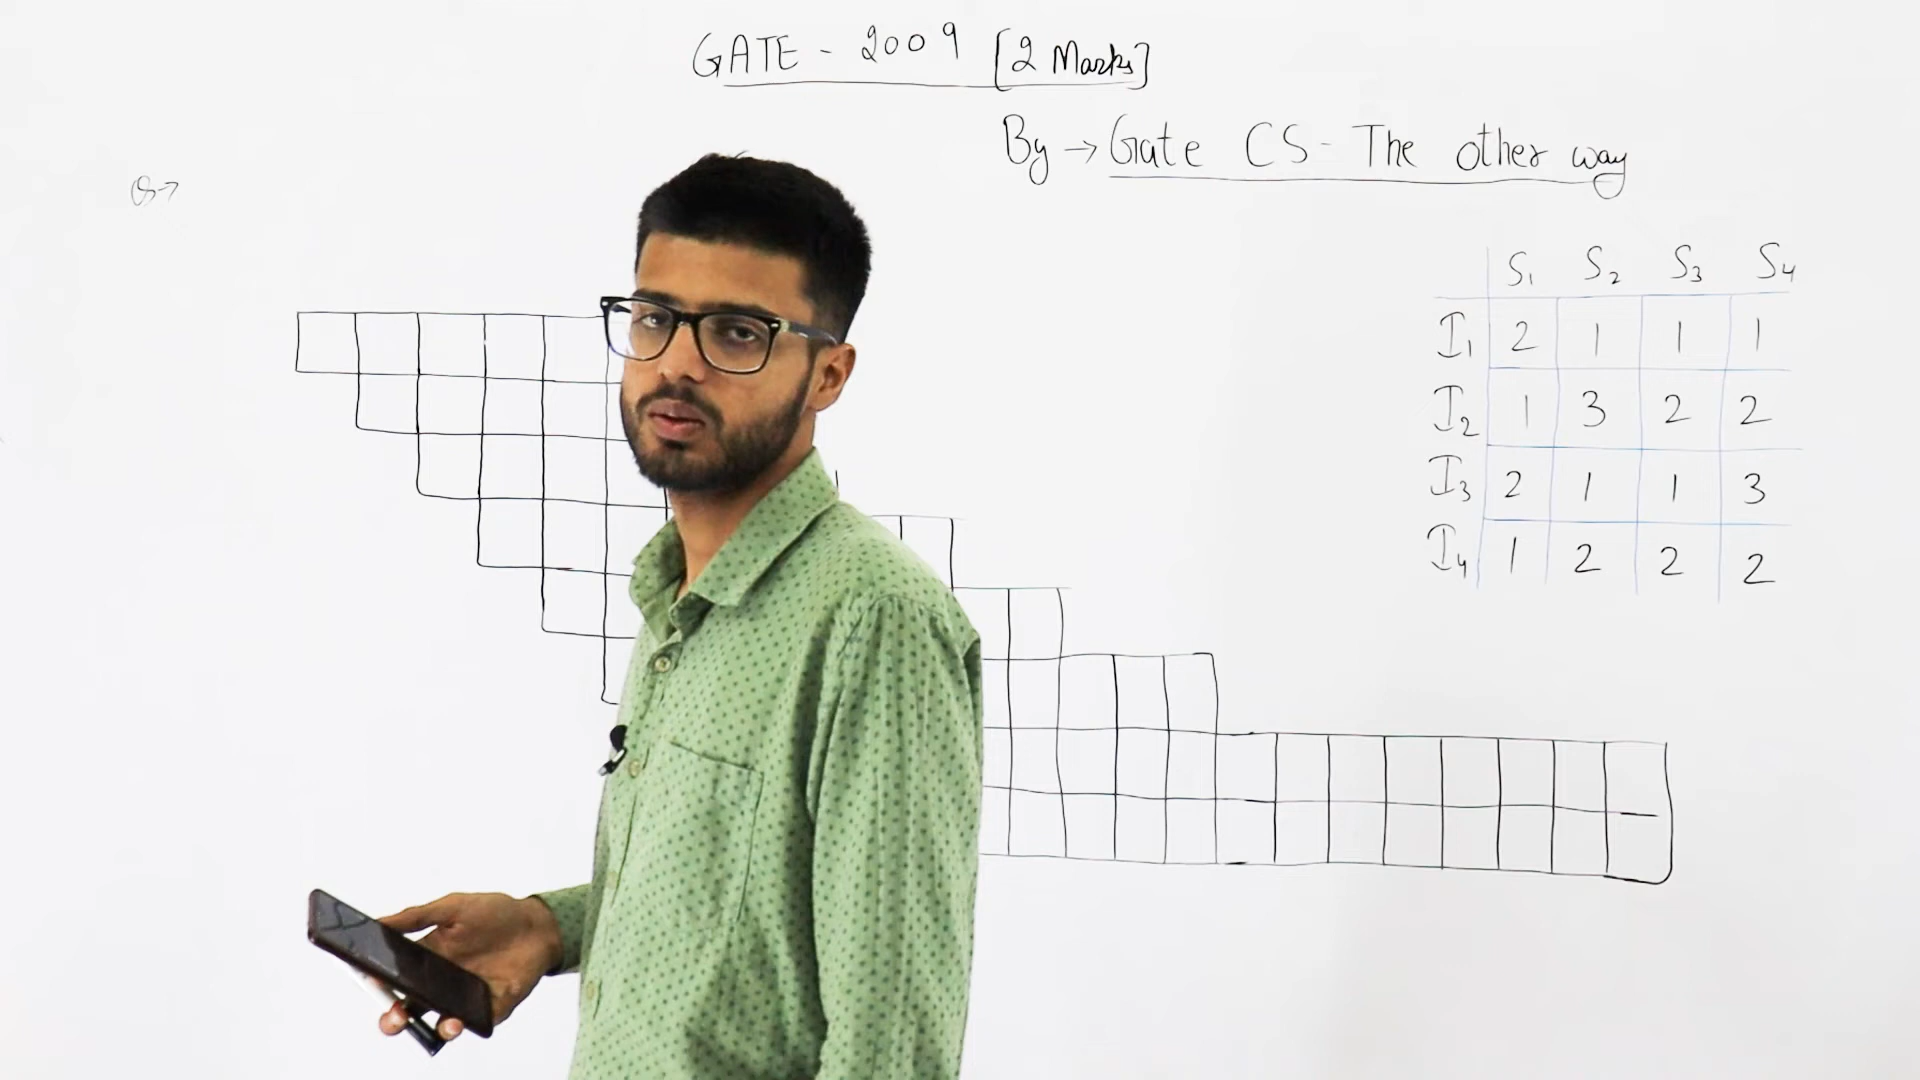 GATE - 2009 [2 Marks]
By → Gate CS - The other way
Q →
S1 S2 S3 S4
I1 2 1 1 1
I2 1 3 2 2
I3 2 1 1 3
I4 1 2 2 2